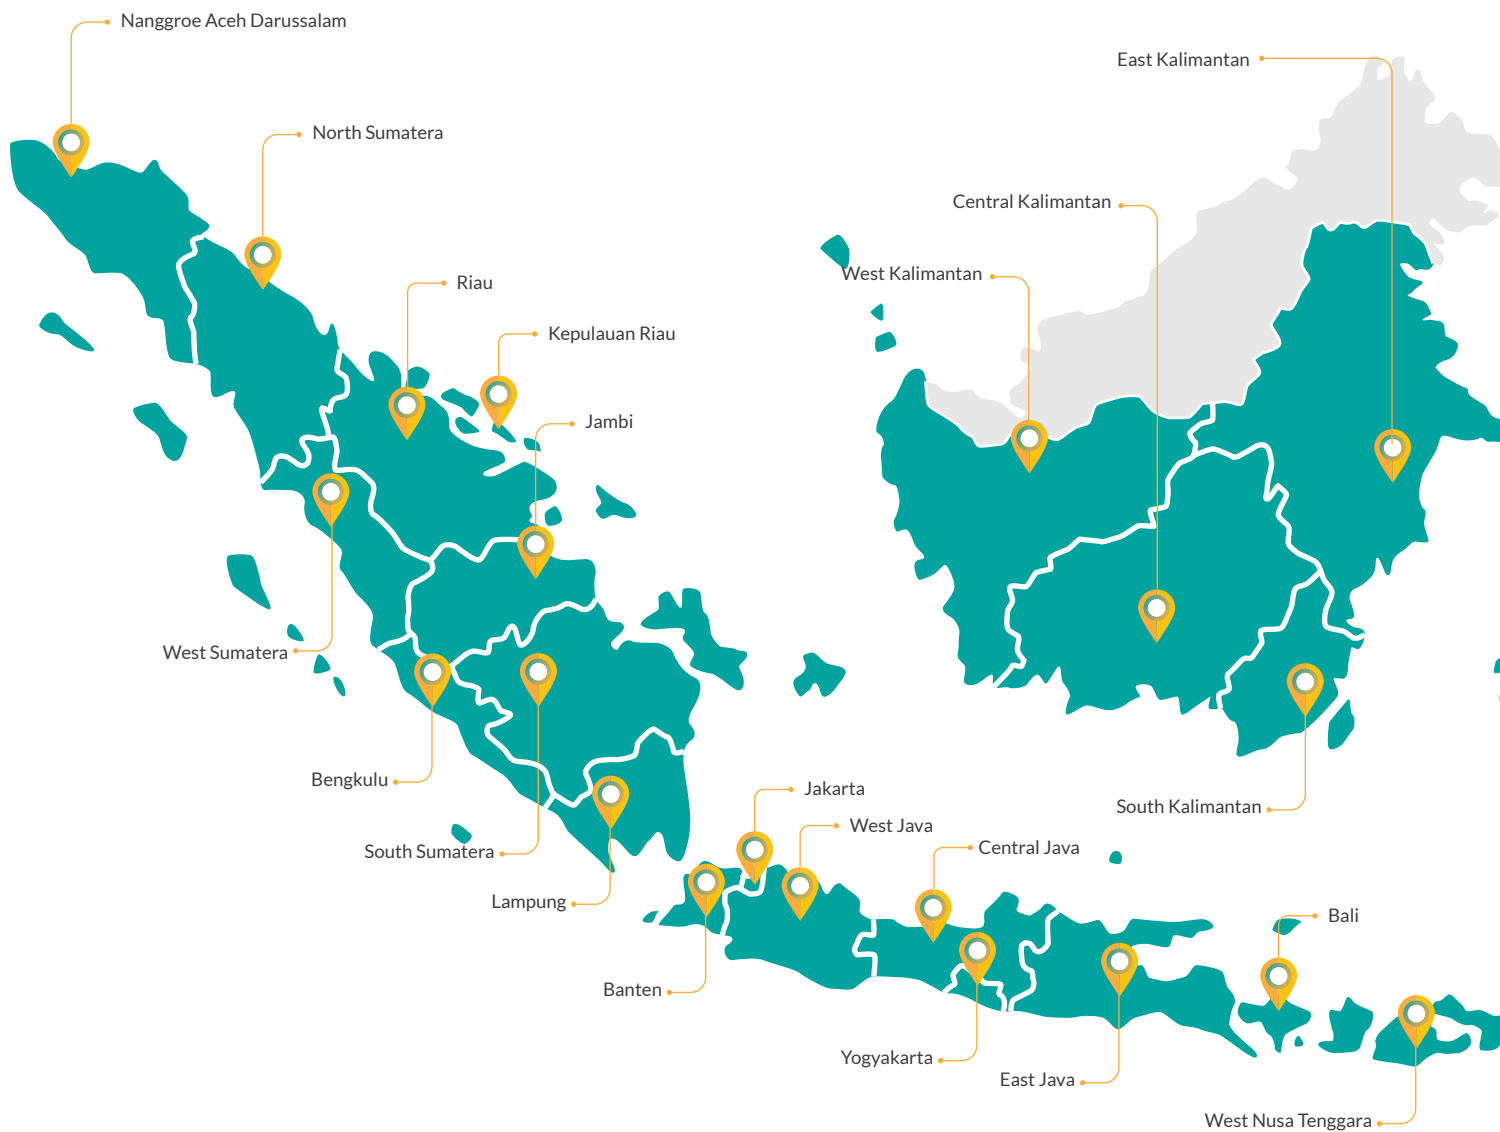 Nanggroe Aceh Darussalam
East Kalimantan
North Sumatera
Central Kalimantan
West Kalimantan
Riau
Kepulauan Riau
Jambi
West Sumatera
Bengkulu
Jakarta
South Kalimantan
West Java
South Sumatera
Central Java
Lampung
Bali
Banten
Yogyakarta
East Java
West Nusa Tenggara